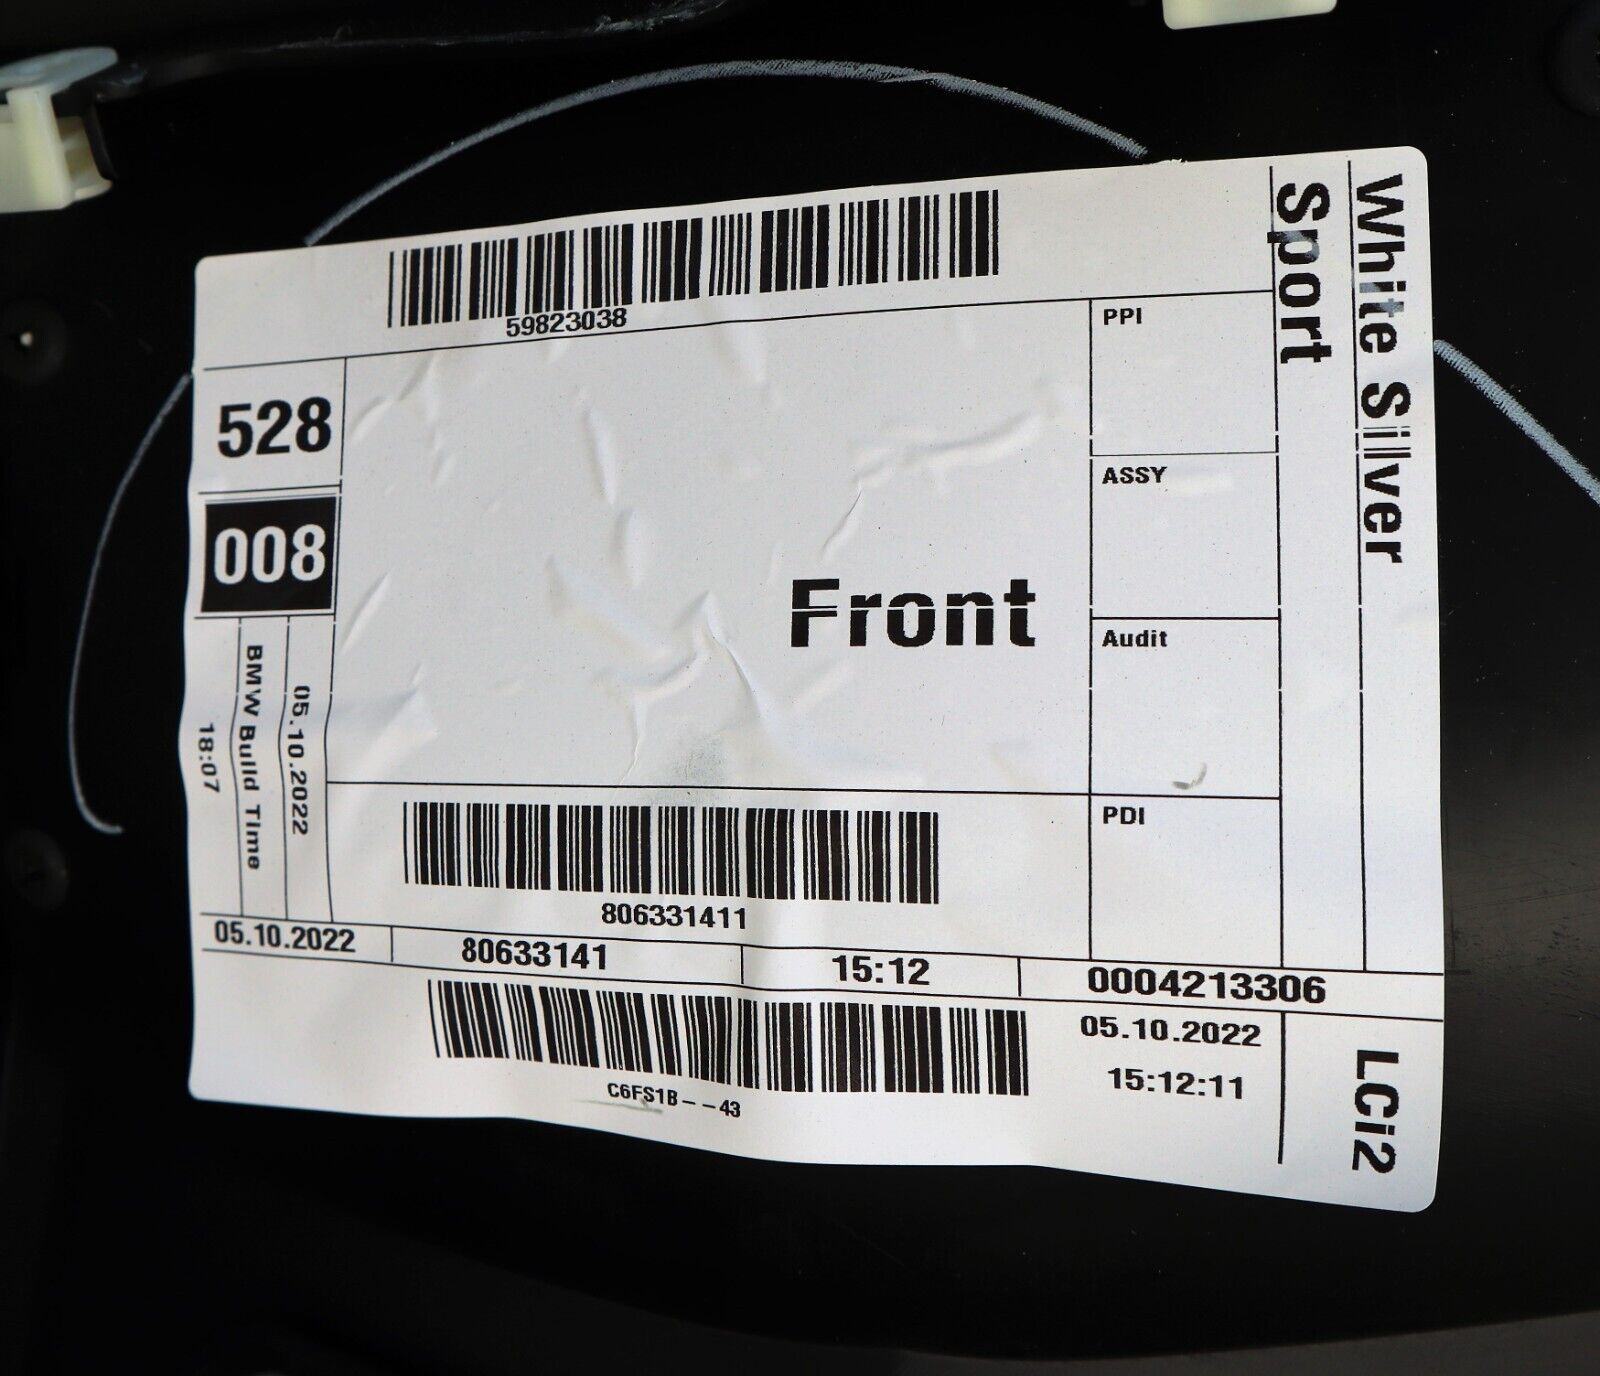 59823038
White Silver
Sport
PPI
528
ASSY
008
Front
Audit
BMW Build Time
05.10.2022
18:07
PDI
806331411
05.10.2022
80633141
15:12
0004213306
05.10.2022
15:12:11
LCi2
C6FS1B--43